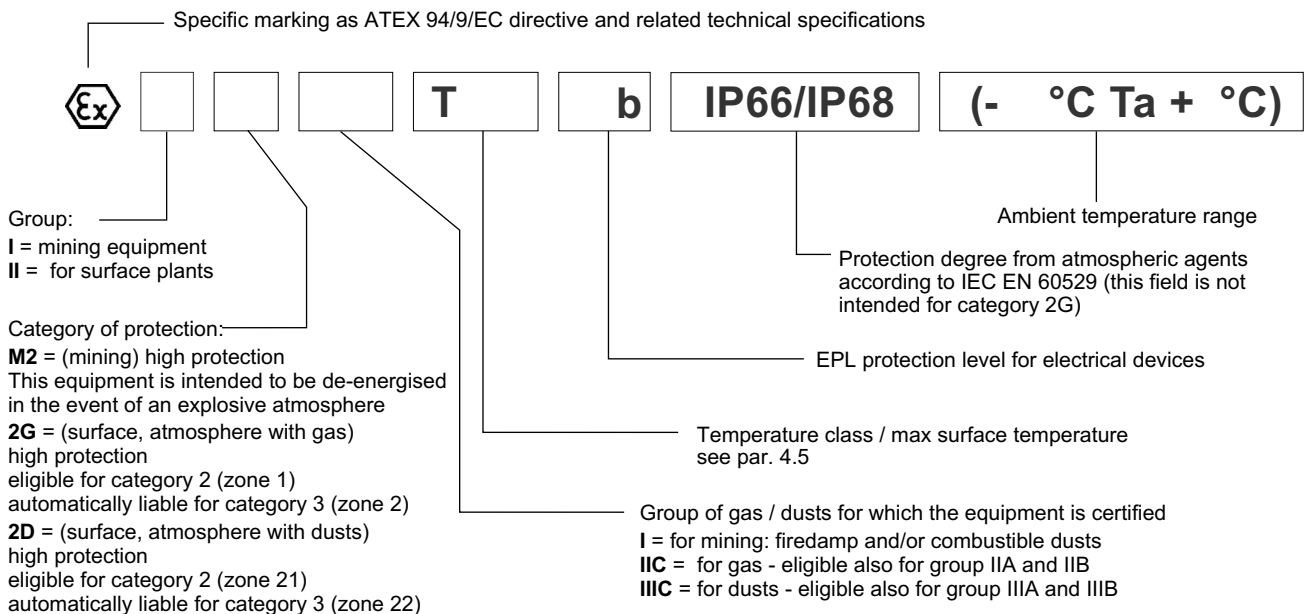 Specific marking as ATEX 94/9/EC directive and related technical specifications
Ex T b IP66/IP68 (- °C Ta + °C)
Group:
I = mining equipment
II = for surface plants
Category of protection:
M2 = (mining) high protection
This equipment is intended to be de-energised
in the event of an explosive atmosphere
2G = (surface, atmosphere with gas)
high protection
eligible for category 2 (zone 1)
automatically liable for category 3 (zone 2)
2D = (surface, atmosphere with dusts)
high protection
eligible for category 2 (zone 21)
automatically liable for category 3 (zone 22)
Ambient temperature range
Protection degree from atmospheric agents
according to IEC EN 60529 (this field is not
intended for category 2G)
EPL protection level for electrical devices
Temperature class / max surface temperature
see par. 4.5
Group of gas / dusts for which the equipment is certified
I = for mining: firedamp and/or combustible dusts
IIC = for gas - eligible also for group IIA and IIB
IIIC = for dusts - eligible also for group IIIA and IIIB